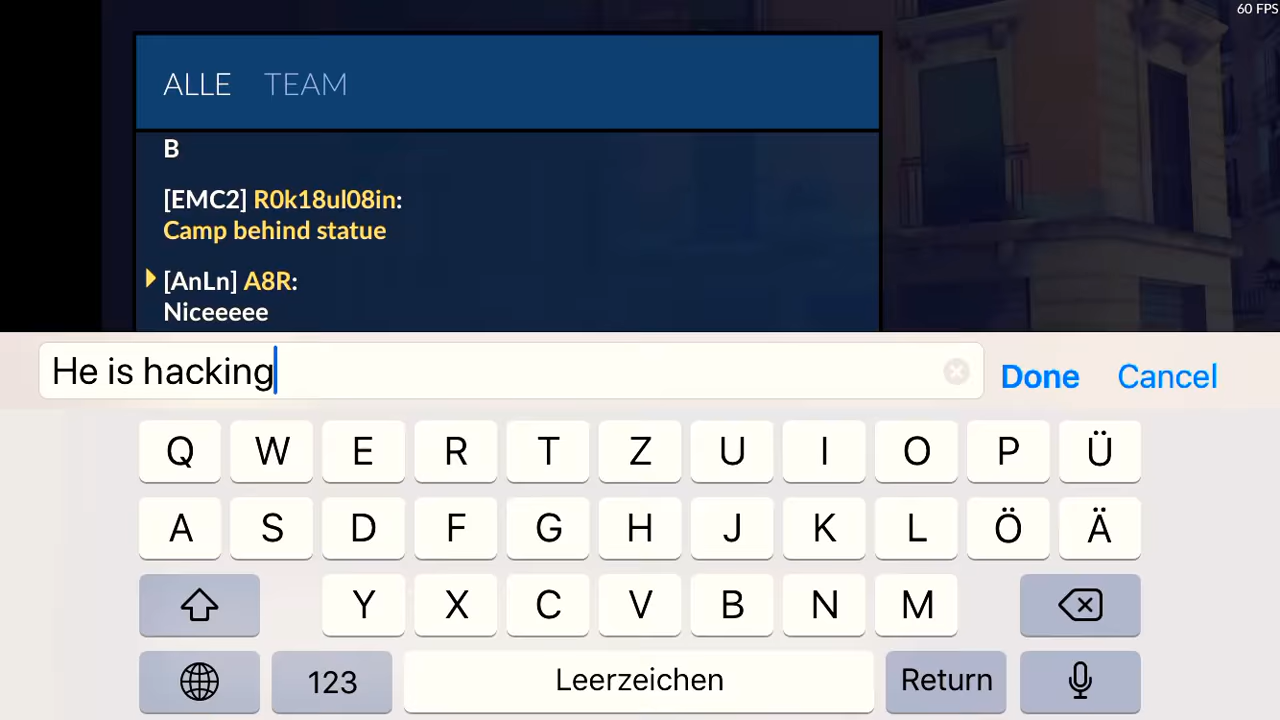 60 FPS
ALLE TEAM
B
[EMC2] R0k18ul08in:
Camp behind statue
[AnLn] A8R:
Niceeeee
He is hacking
Done Cancel
Q W E R T Z U I O P Ü
A S D F G H J K L Ö Ä
Y X C V B N M
123 Leerzeichen Return